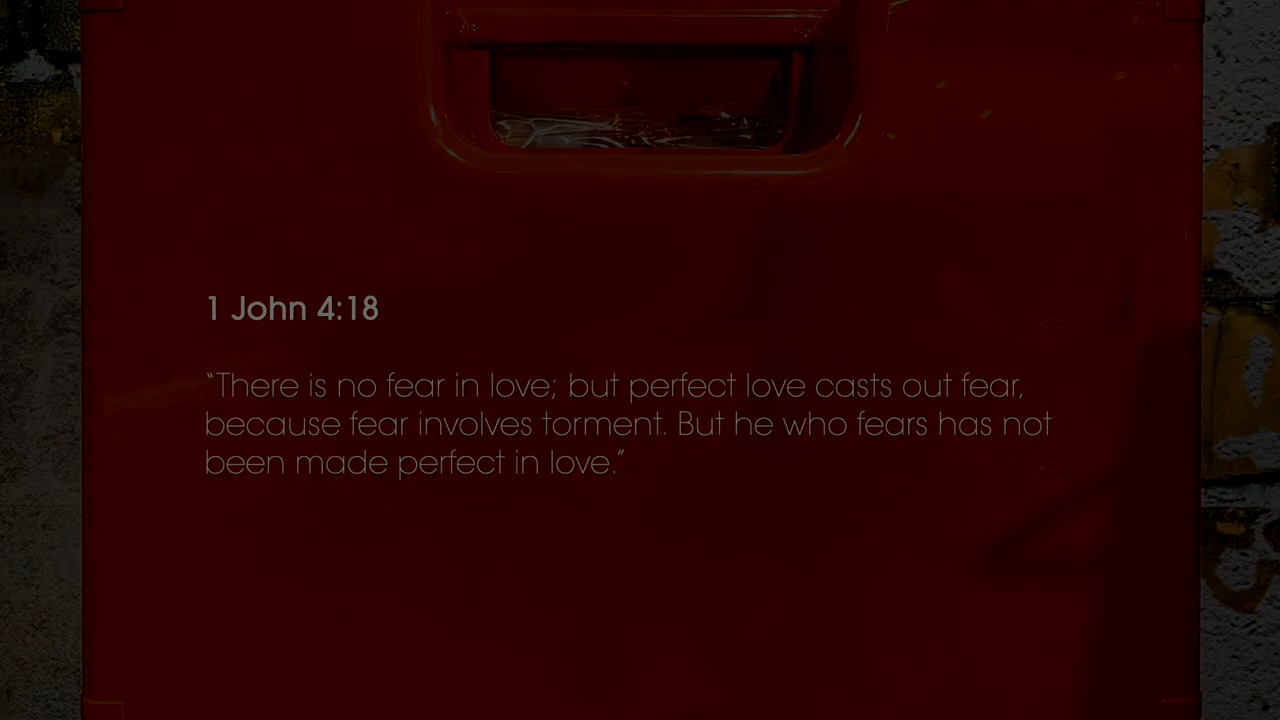 1 John 4:18
“There is no fear in love; but perfect love casts out fear,
because fear involves torment. But he who fears has not
been made perfect in love.”